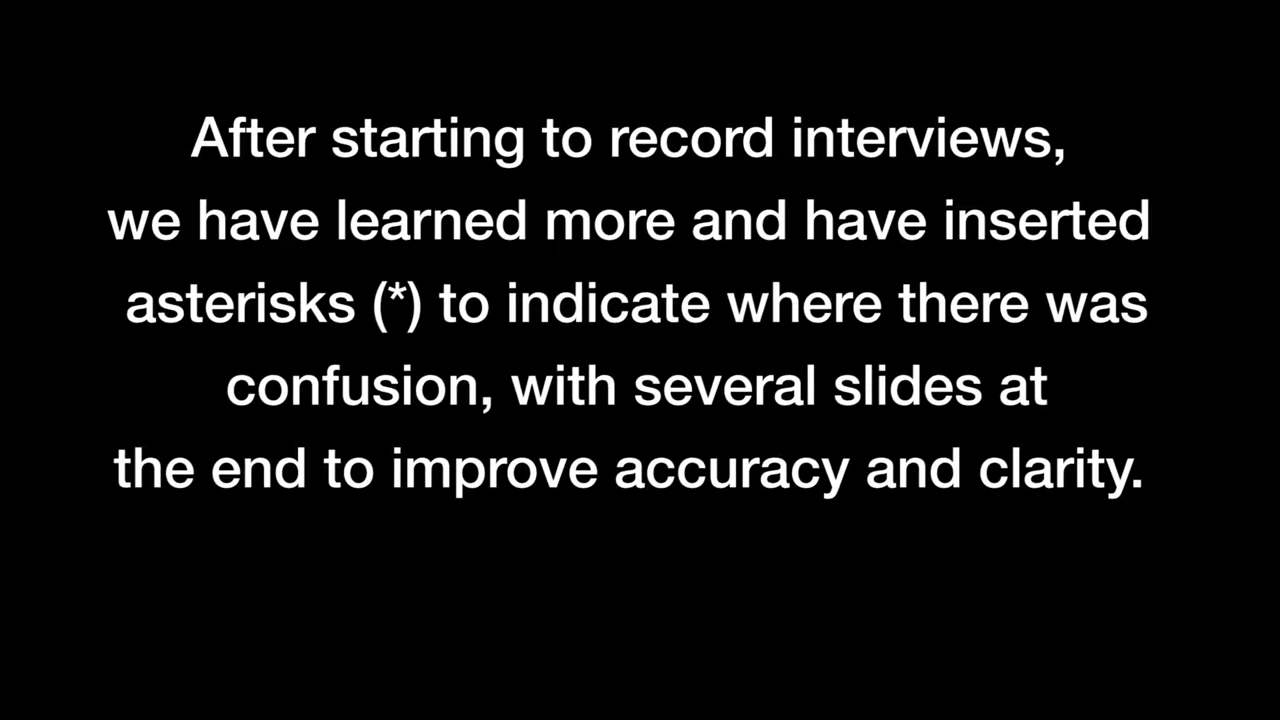 After starting to record interviews,
we have learned more and have inserted
asterisks (*) to indicate where there was
confusion, with several slides at
the end to improve accuracy and clarity.